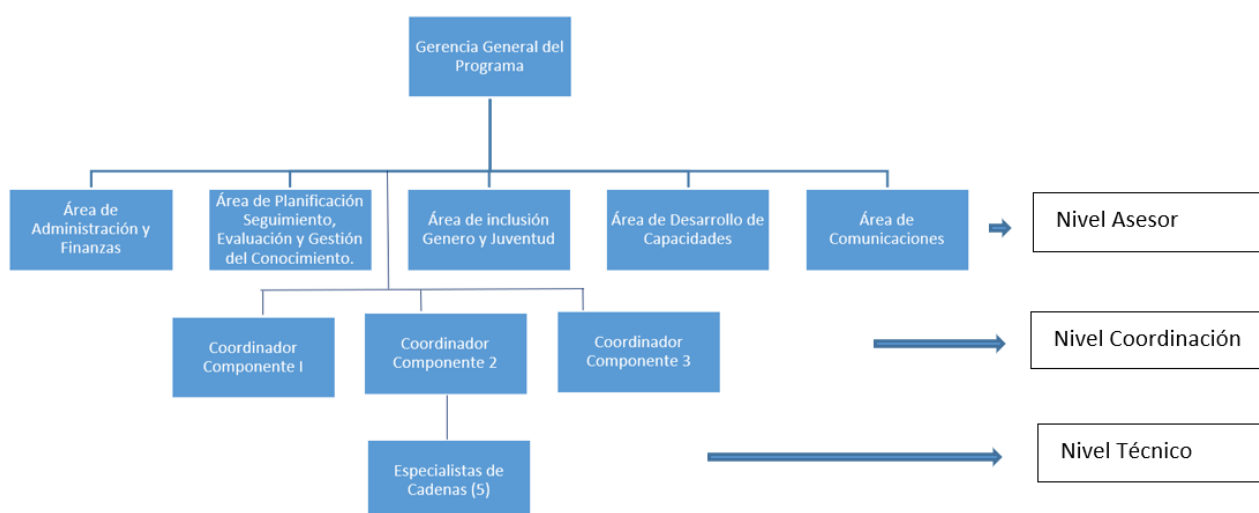 Gerencia General del
Programa
Área de
Administración y
Finanzas
Área de Planificación
Seguimiento,
Evaluación y Gestión
del Conocimiento.
Área de inclusión
Genero y Juventud
Área de Desarrollo de
Capacidades
Área de
Comunicaciones
Nivel Asesor
Coordinador
Componente I
Coordinador
Componente 2
Coordinador
Componente 3
Nivel Coordinación
Especialistas de
Cadenas (5)
Nivel Técnico